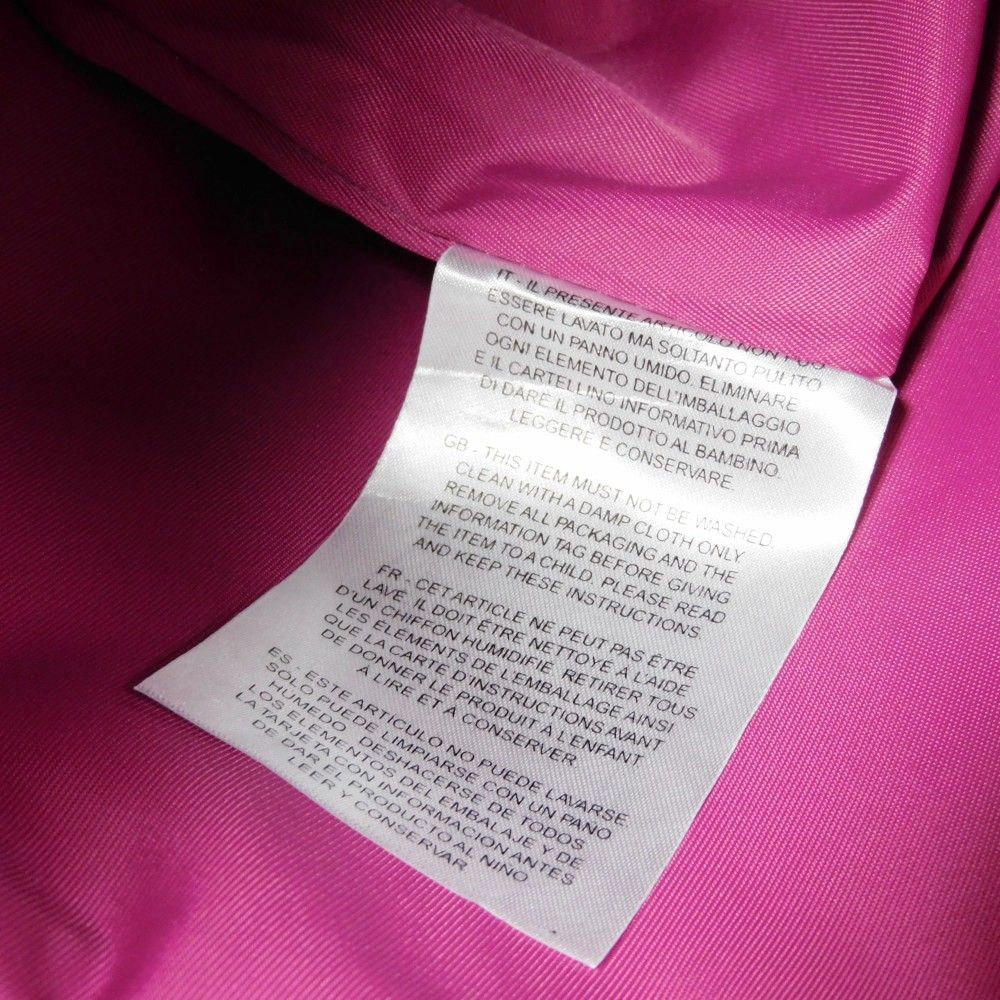 IT - IL PRESENTE ARTICOLO NON PUO
ESSERE LAVATO MA SOLTANTO PULITO
CON UN PANNO UMIDO. ELIMINARE
OGNI ELEMENTO DELL'IMBALLAGGIO
E IL CARTELLINO INFORMATIVO PRIMA
DI DARE IL PRODOTTO AL BAMBINO.
LEGGERE E CONSERVARE.
GB - THIS ITEM MUST NOT BE WASHED.
CLEAN WITH A DAMP CLOTH ONLY
REMOVE ALL PACKAGING AND THE
INFORMATION TAG BEFORE GIVING
THE ITEM TO A CHILD. PLEASE READ
AND KEEP THESE INSTRUCTIONS
FR - CET ARTICLE NE PEUT PAS ÊTRE
LAVÉ. IL DOIT ÊTRE NETTOYÉ À L'AIDE
D'UN CHIFFON HUMIDIFIÉ. RETIRER TOUS
LES ELEMENTS DE L'EMBALLAGE AINSI
QUE LA CARTE D'INSTRUCTIONS AVANT
DE DONNER LE PRODUIT À L'ENFANT
À LIRE ET À CONSERVER
ES - ESTE ARTICULO NO PUEDE LAVARSE
SOLO PUEDE LIMPIARSE CON UN PANO
HÚMEDO. DESHACERSE DE TODOS
LOS ELEMENTOS DEL EMBALAJE Y DE
LA TARJETA CON INFORMACION ANTES
DE DAR EL PRODUCTO AL NINO
LEER Y CONSERVAR